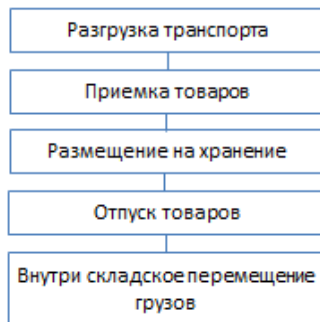 Разгрузка транспорта
Приемка товаров
Размещение на хранение
Отпуск товаров
Внутри складское перемещение
грузов